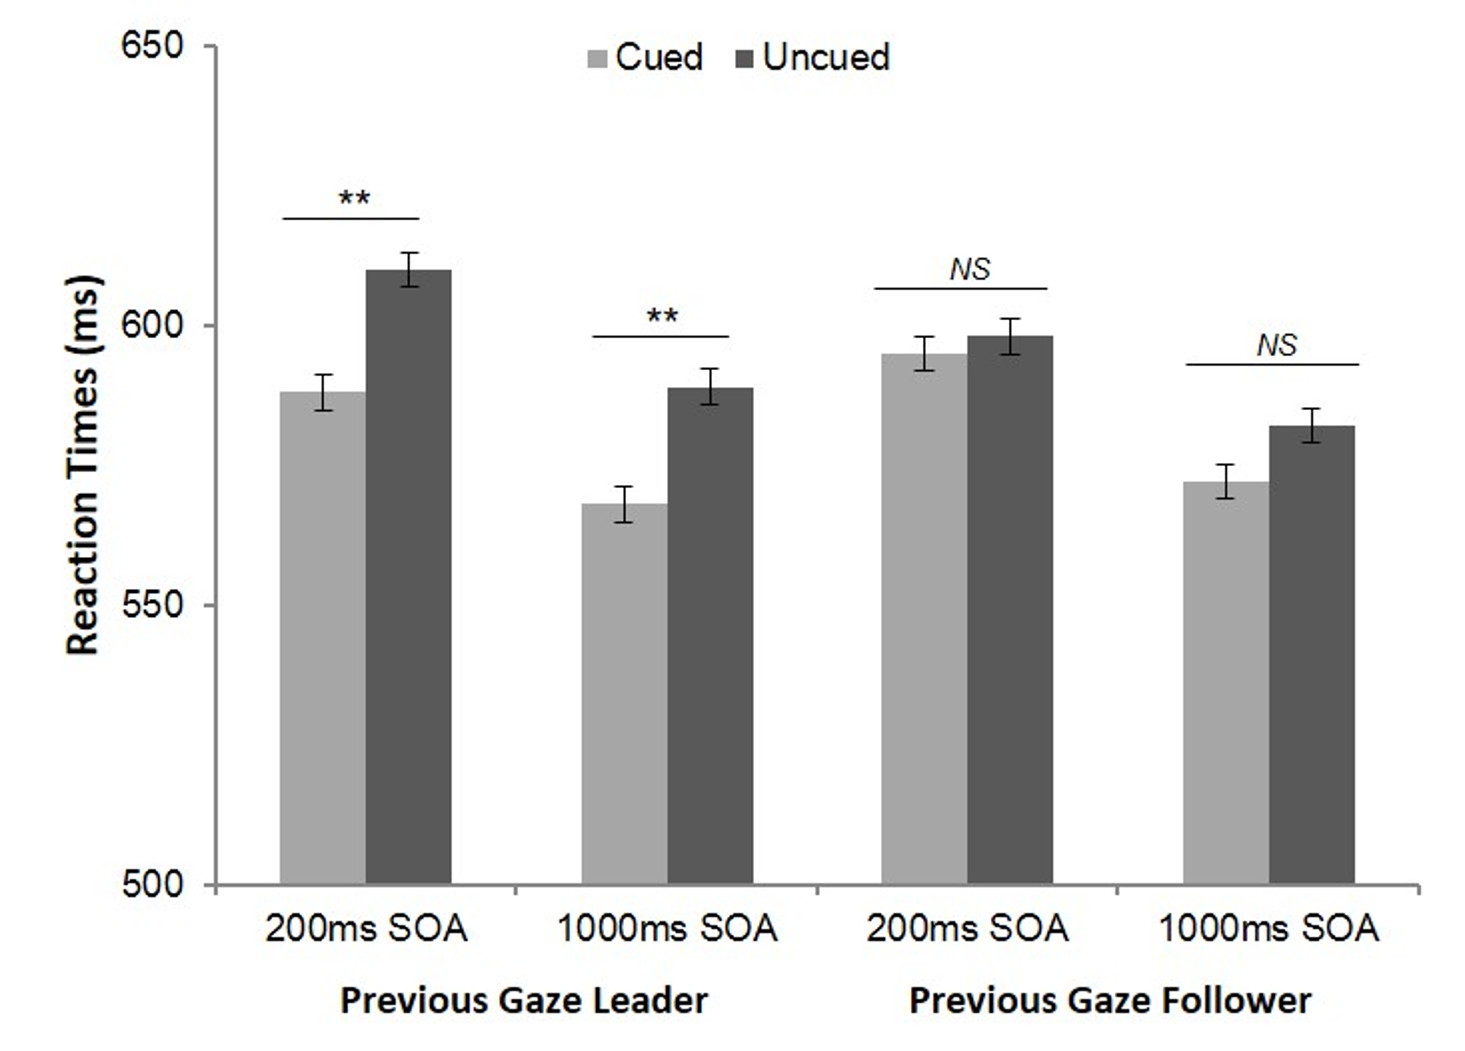 650
Cued Uncued
**
NS
600
**
NS
Reaction Times (ms)
550
500
200ms SOA 1000ms SOA 200ms SOA 1000ms SOA
Previous Gaze Leader Previous Gaze Follower